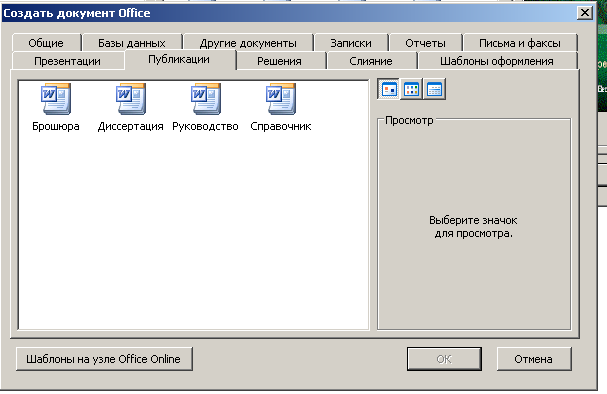 Создать документ Office
Общие
Базы данных
Другие документы
Записки
Отчеты
Письма и факсы
Презентации
Публикации
Решения
Слияние
Шаблоны оформления
Брошюра
Диссертация
Руководство
Справочник
Просмотр
Выберите значок
для просмотра.
Шаблоны на узле Office Online
OK
Отмена